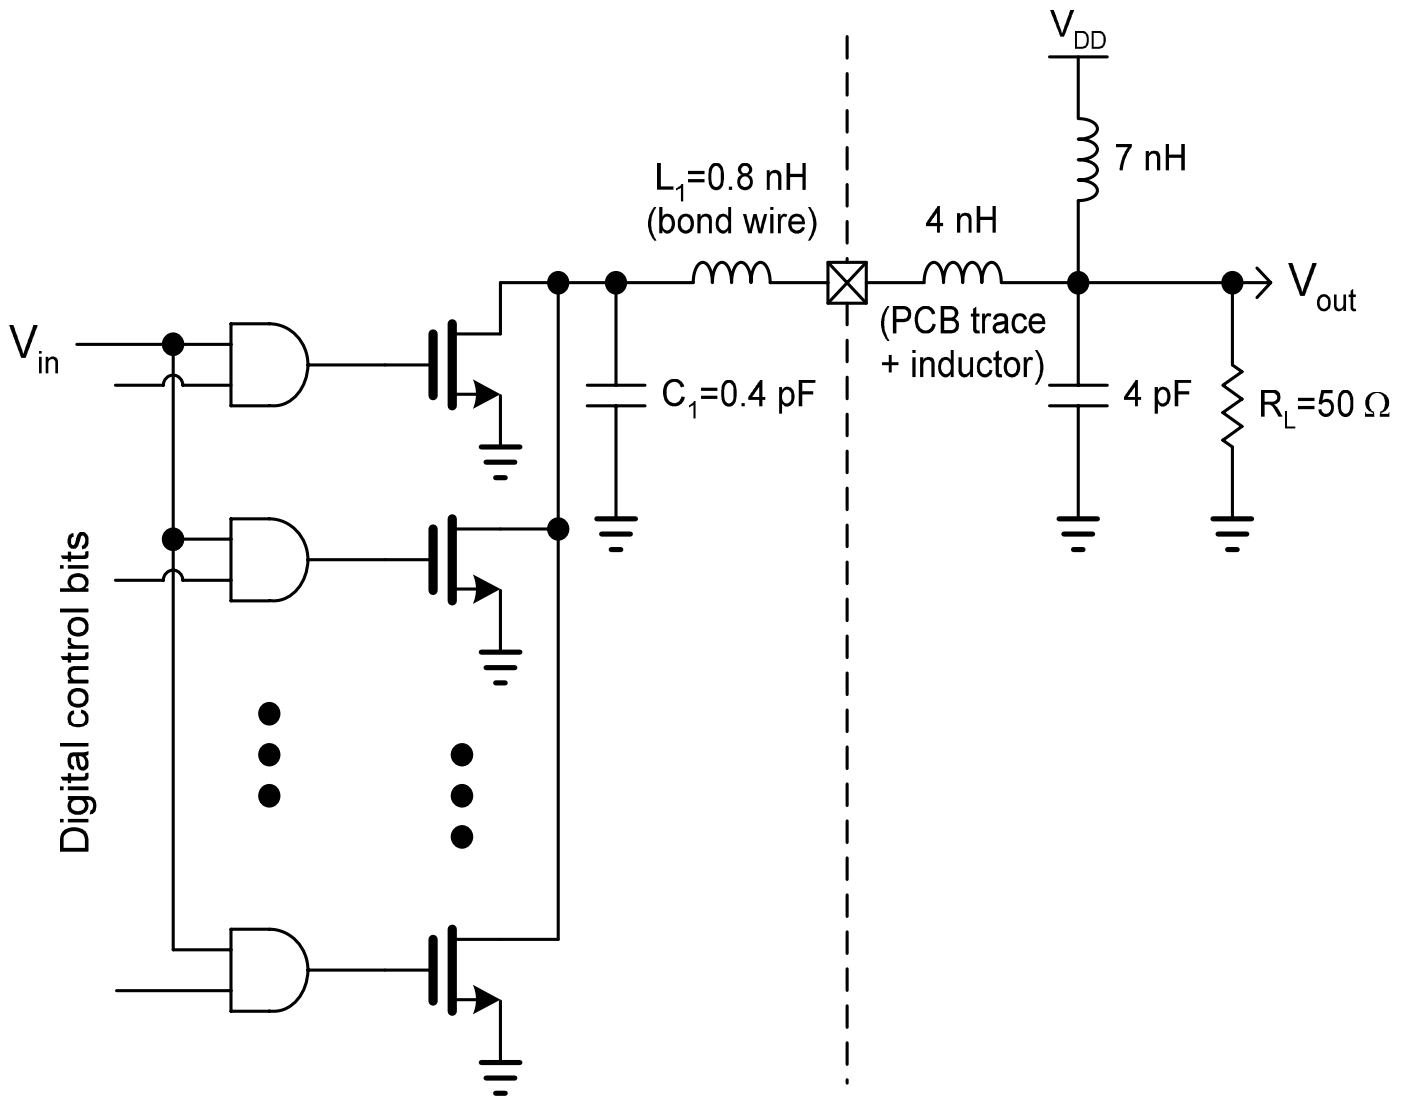 V_DD
7 nH
L_1=0.8 nH
(bond wire)
4 nH
V_in
(PCB trace
+ inductor)
V_out
C_1=0.4 pF
4 pF
R_L=50 Ω
Digital control bits